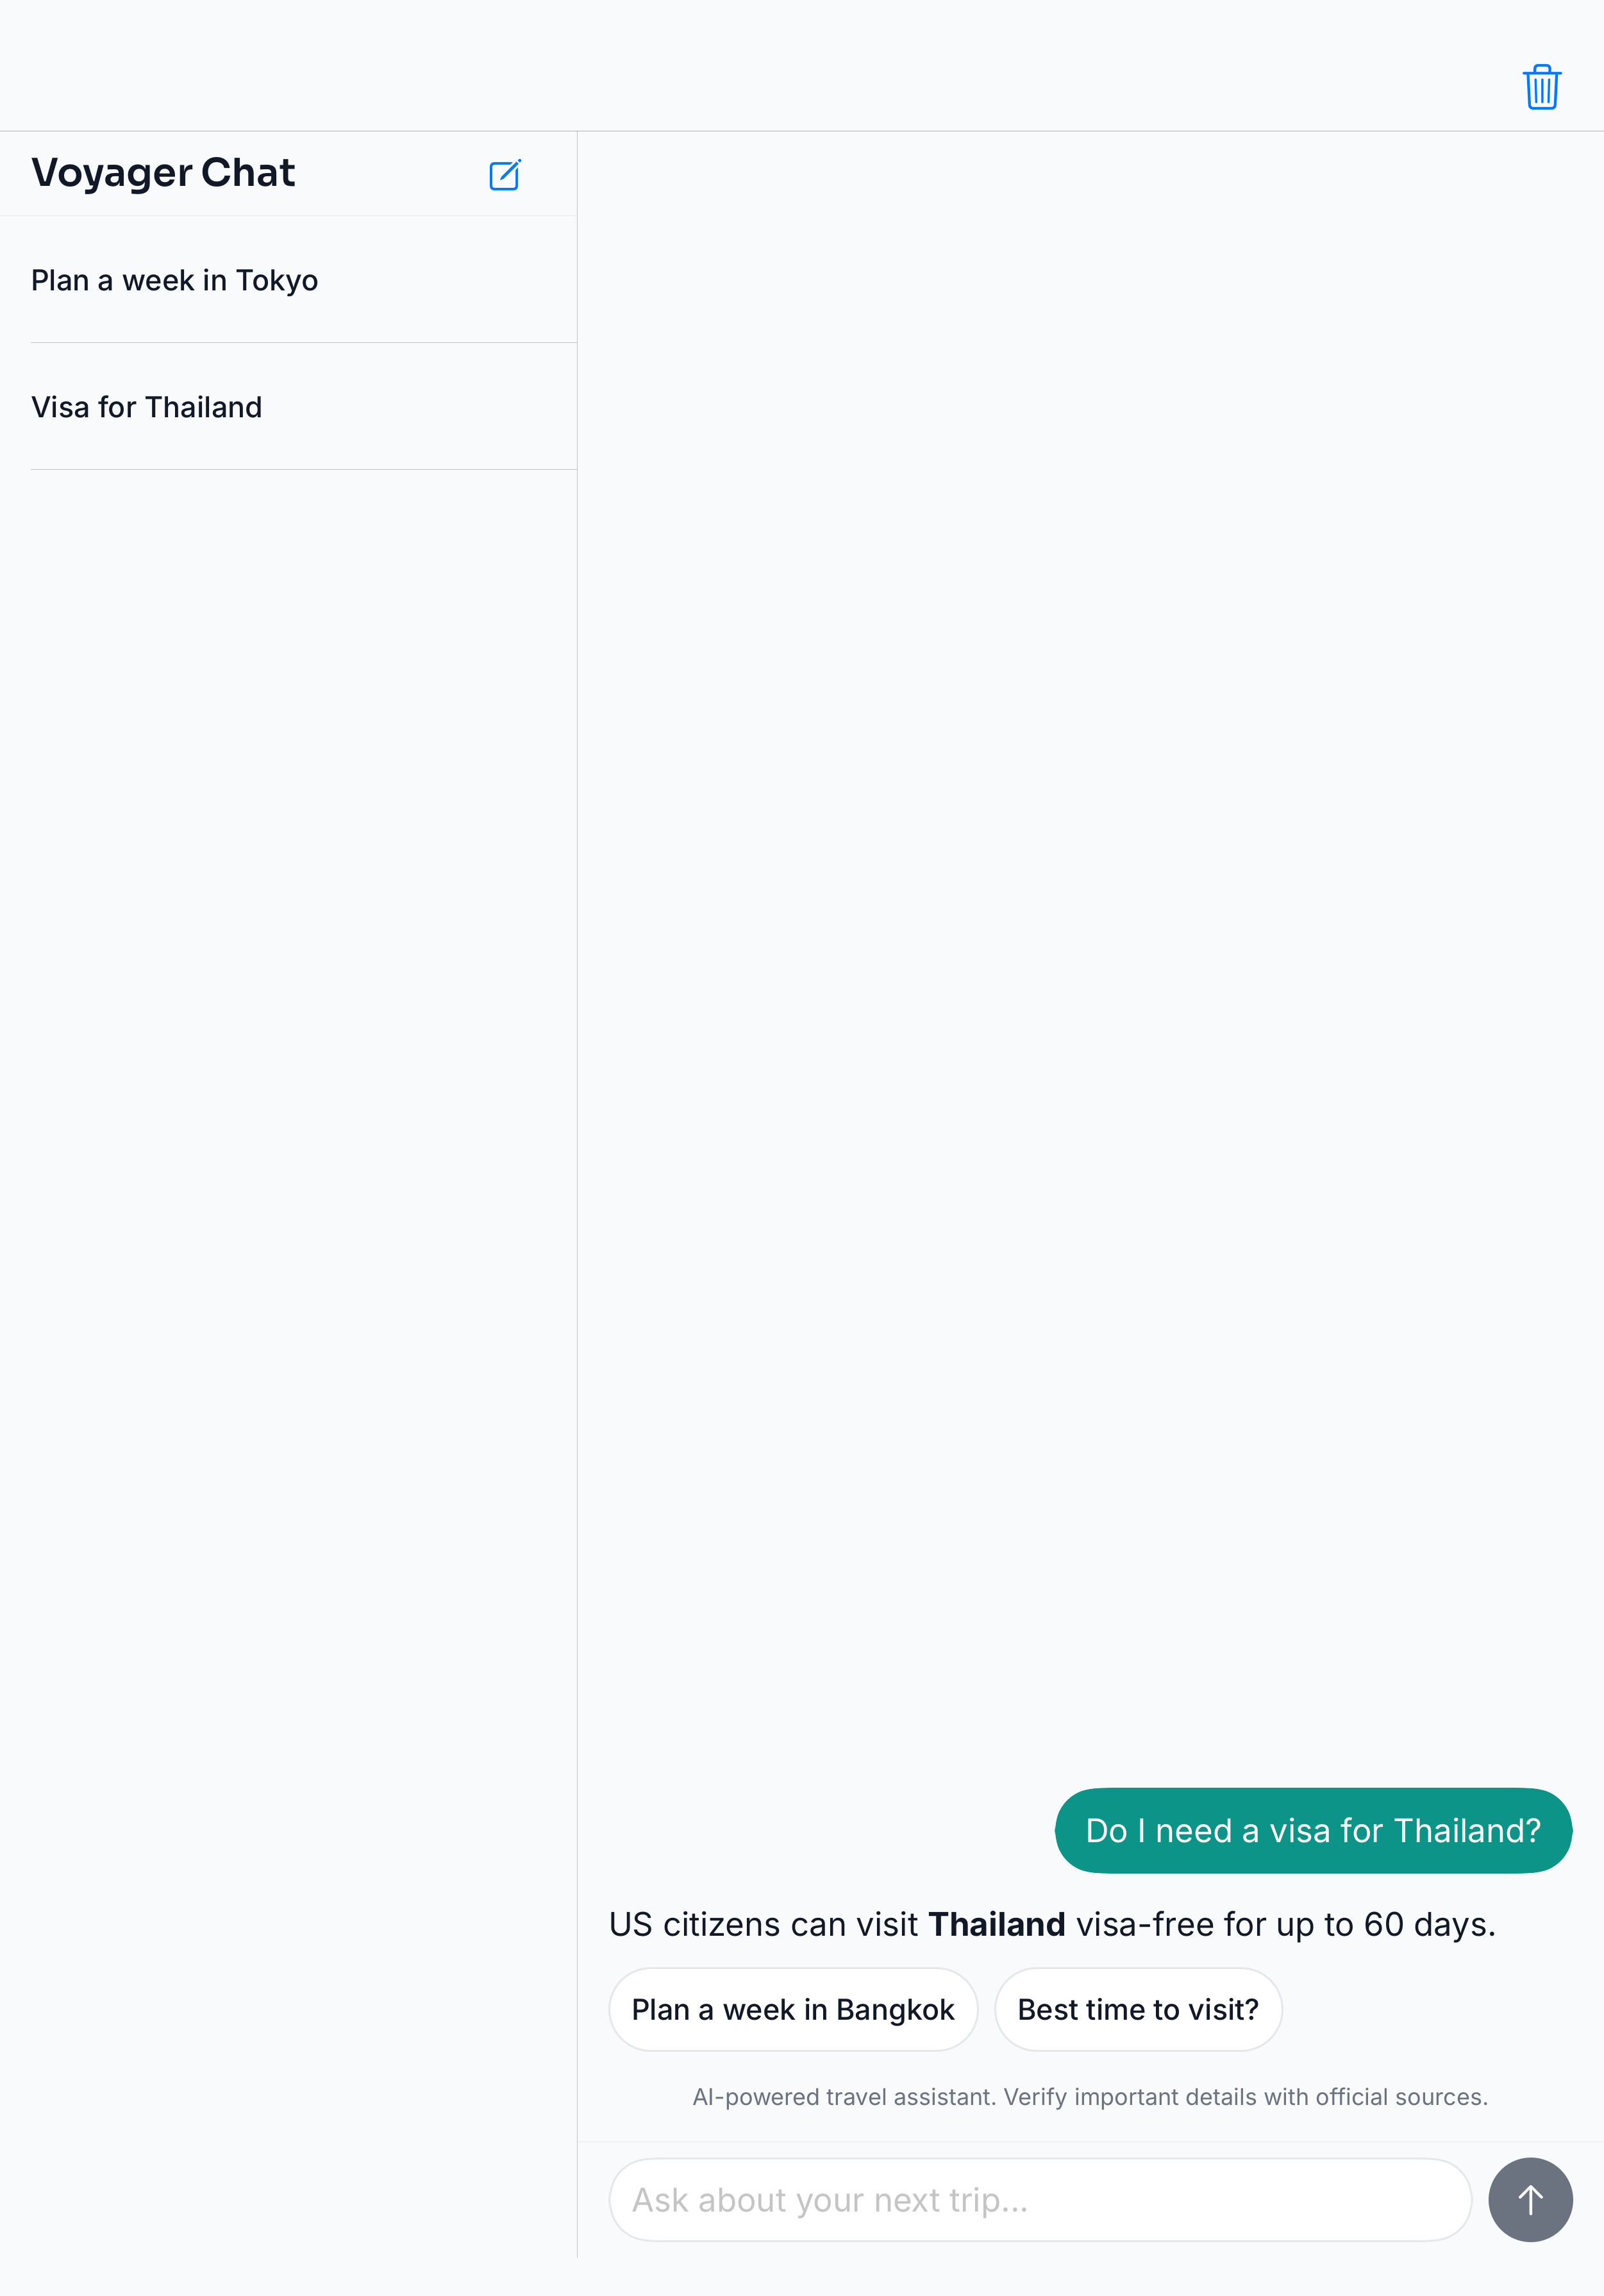 Voyager Chat
Plan a week in Tokyo
Visa for Thailand
Do I need a visa for Thailand?
US citizens can visit Thailand visa-free for up to 60 days.
Plan a week in Bangkok
Best time to visit?
AI-powered travel assistant. Verify important details with official sources.
Ask about your next trip...